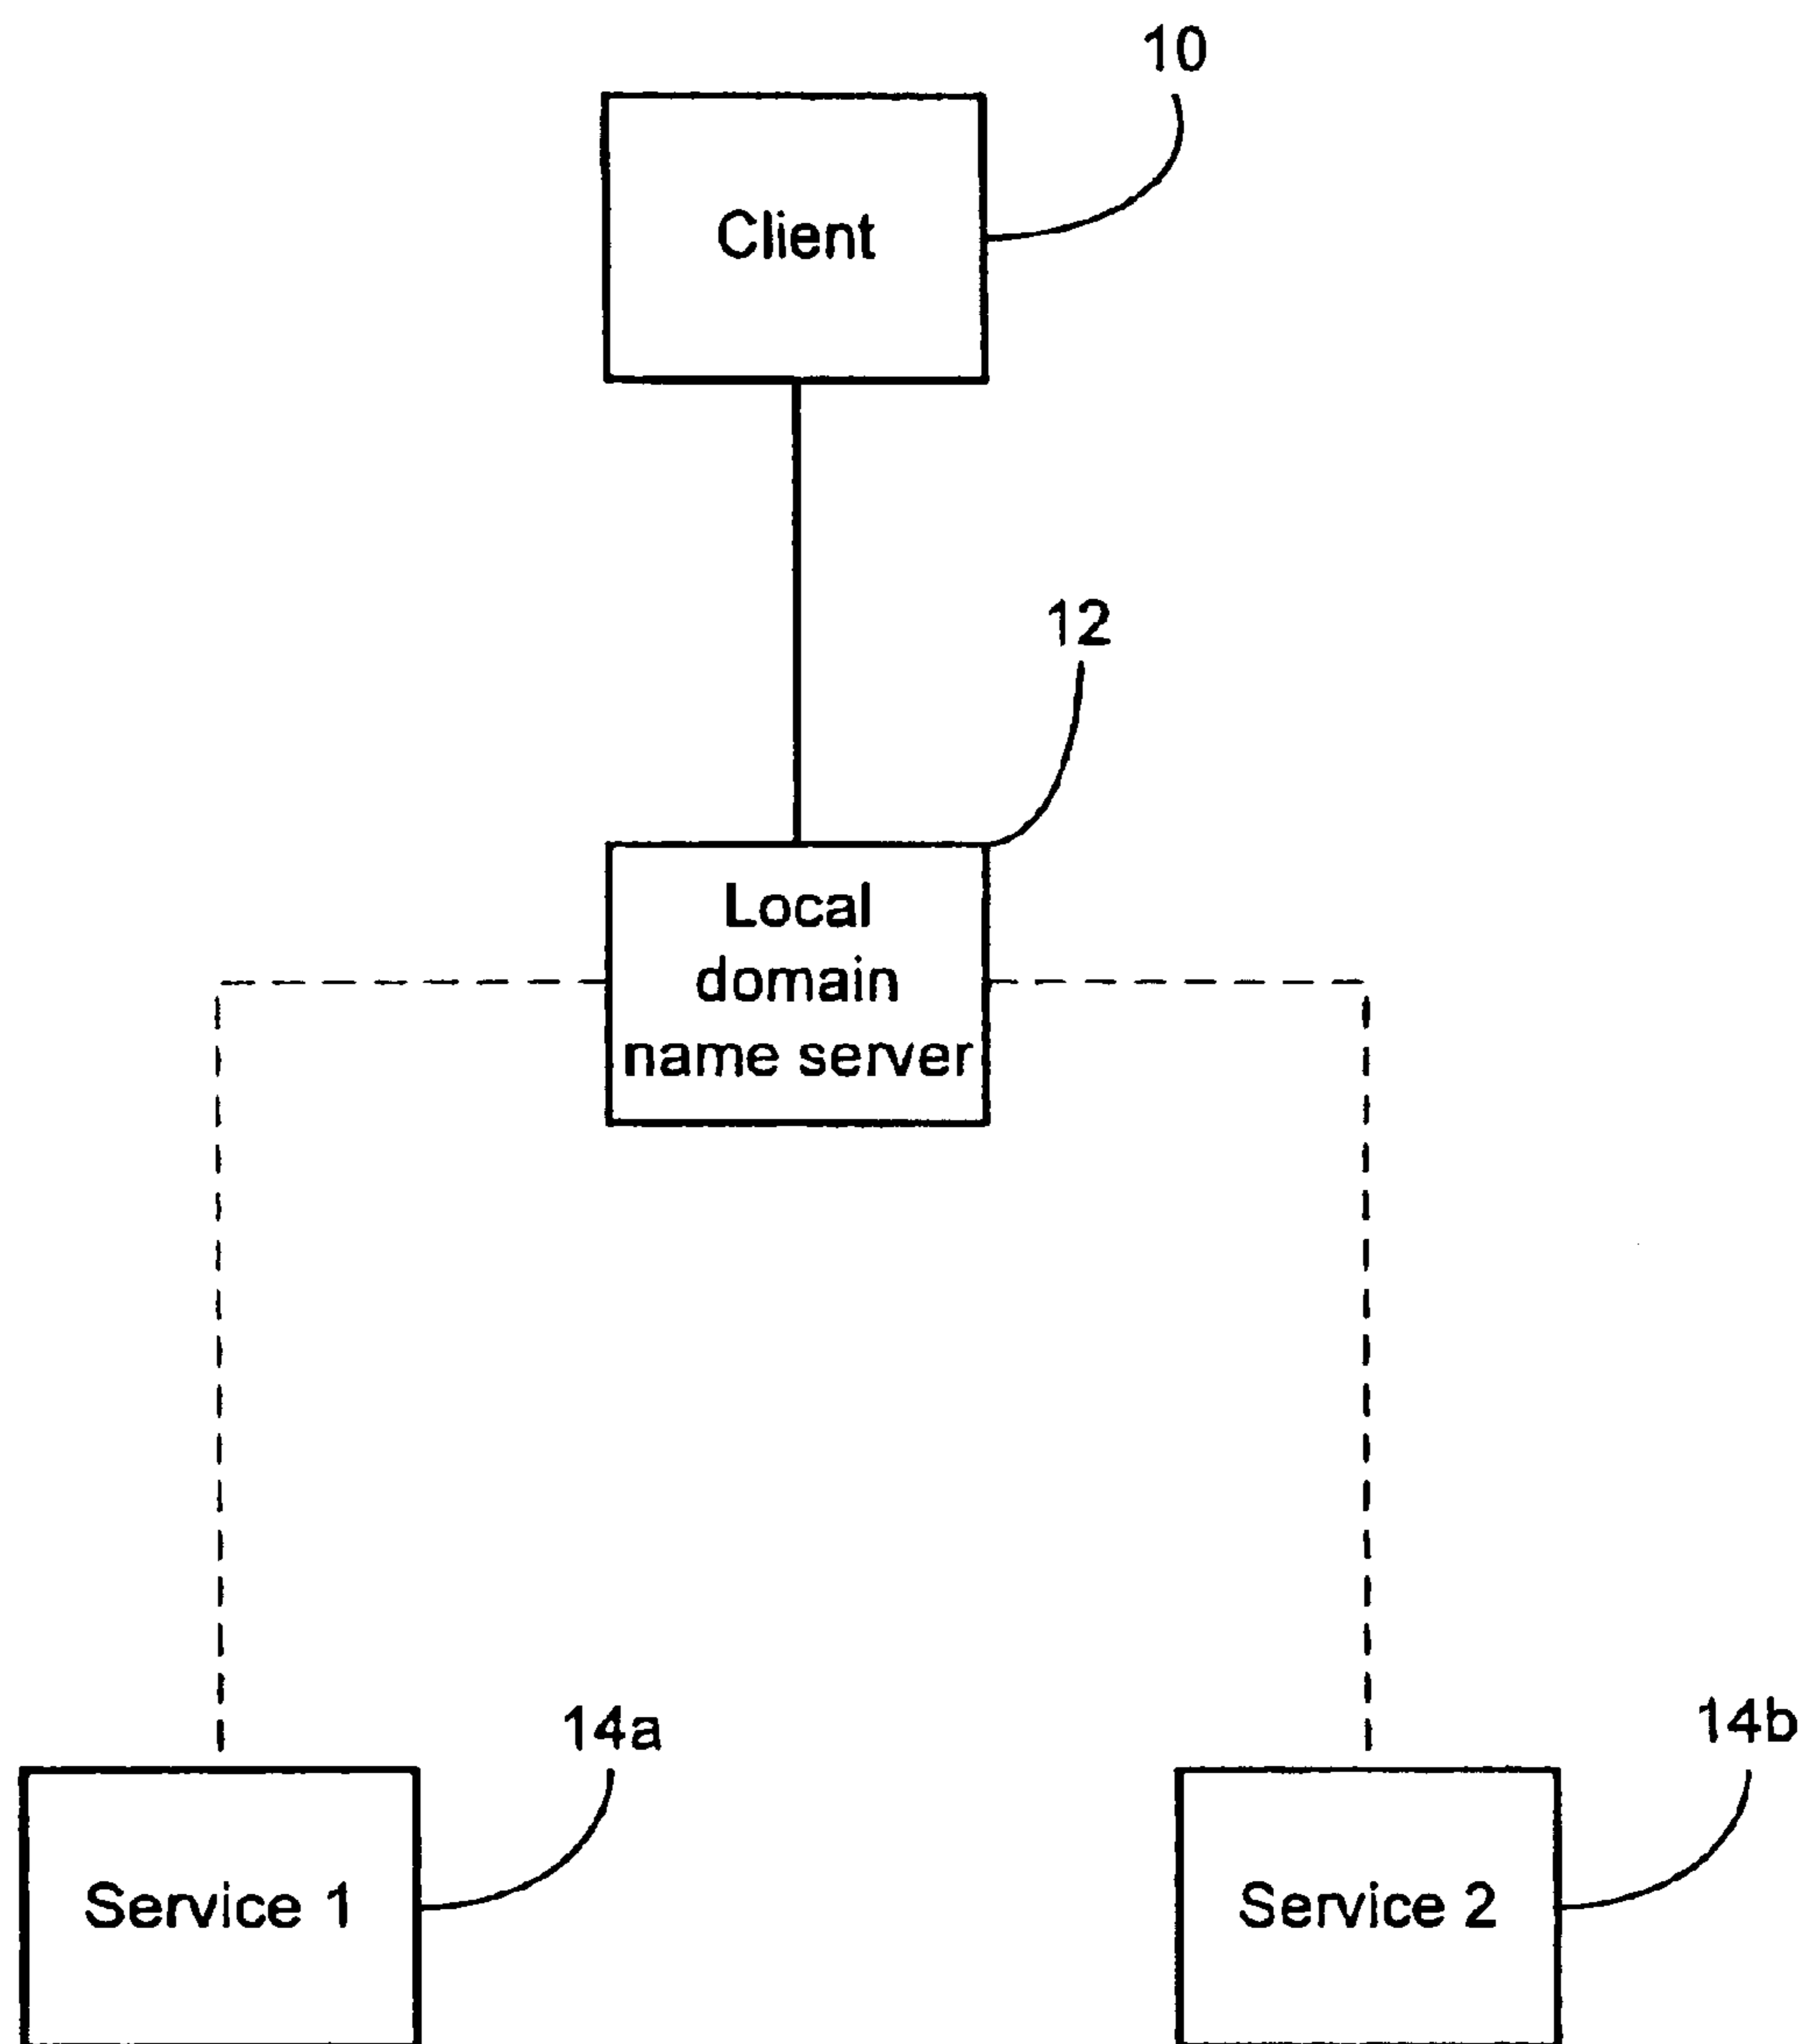 10
Client
12
Local
domain
name server
14a
14b
Service 1
Service 2